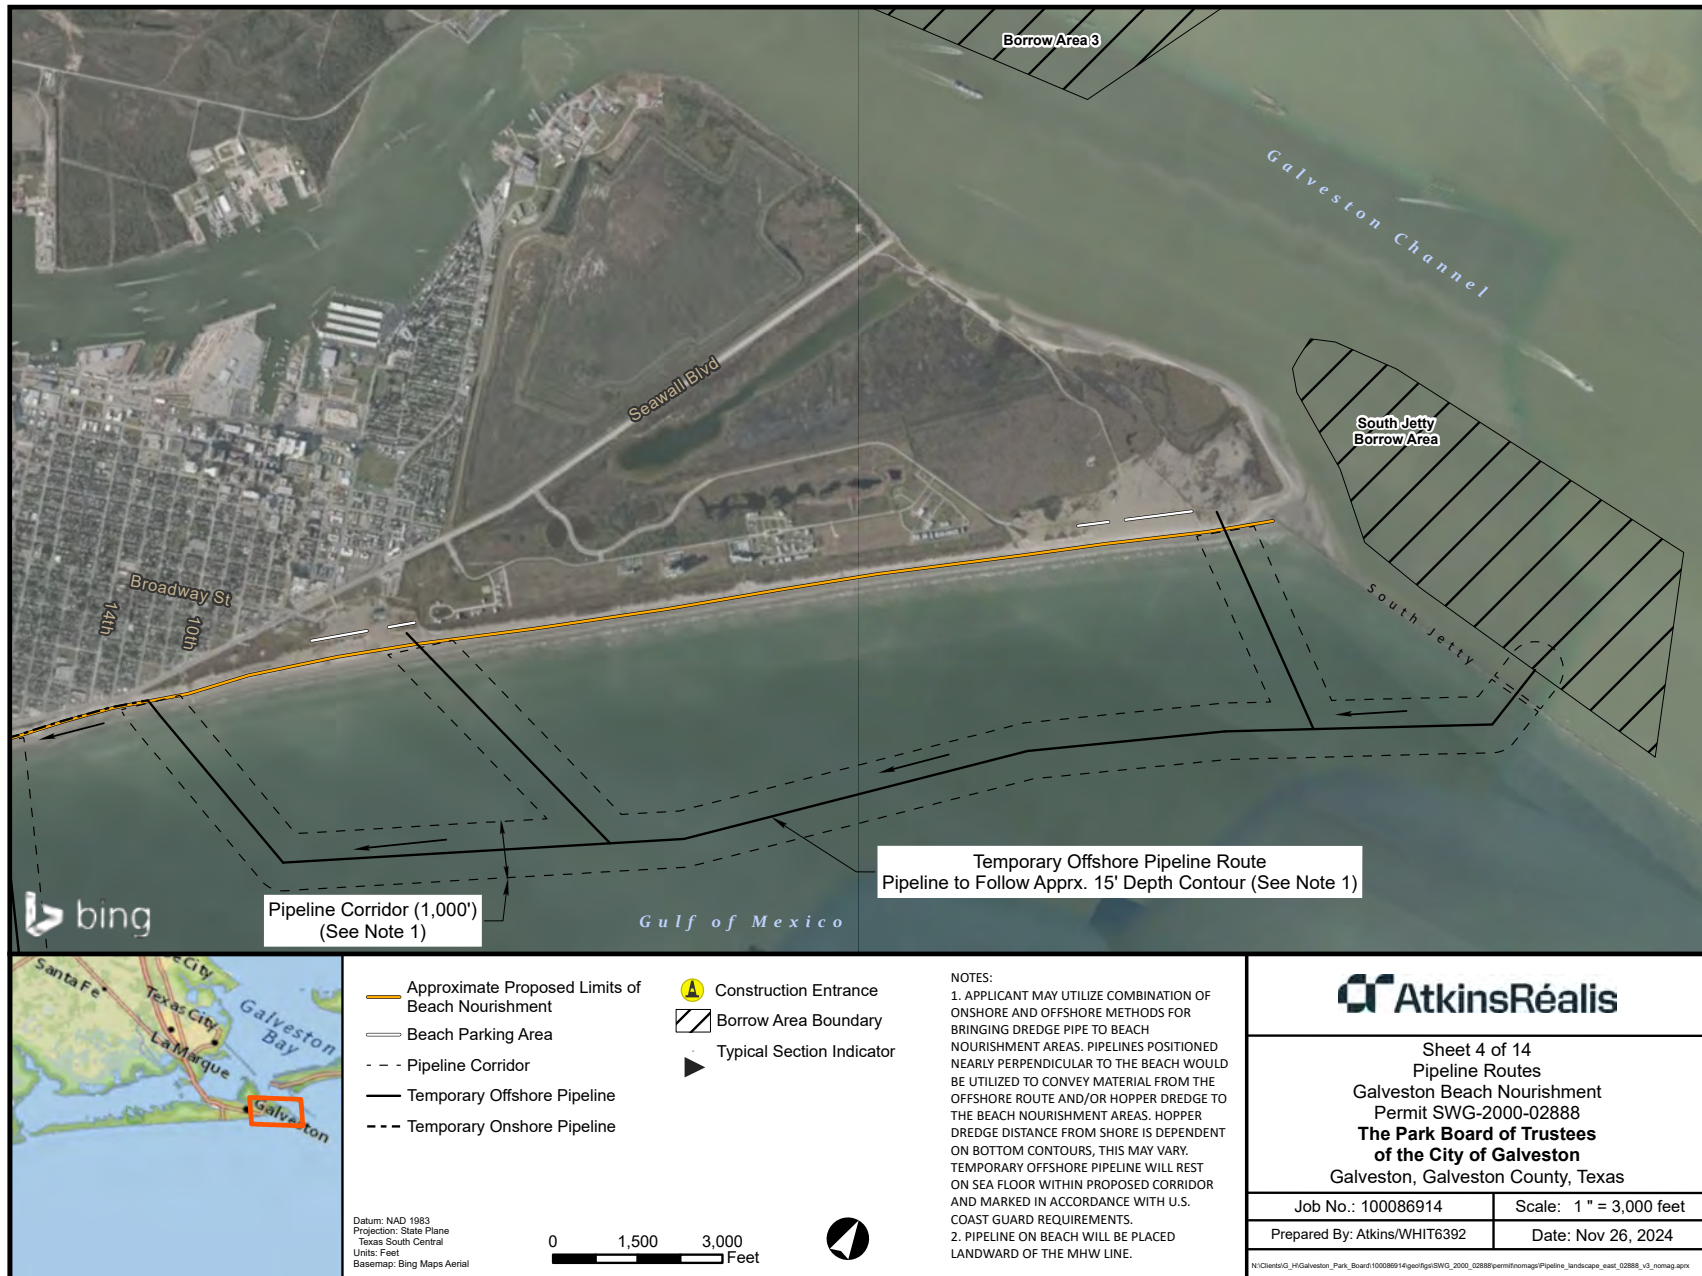 Borrow Area 3
Galveston Channel
Seawall Blvd
South Jetty
Borrow Area
Broadway St
14th
10th
South Jetty
Temporary Offshore Pipeline Route
Pipeline to Follow Apprx. 15' Depth Contour (See Note 1)
Pipeline Corridor (1,000')
(See Note 1)
Gulf of Mexico
bing
Santa Fe
Texas City
La Marque
Galveston
Bay
Galveston
Approximate Proposed Limits of
Beach Nourishment
Beach Parking Area
Pipeline Corridor
Temporary Offshore Pipeline
Temporary Onshore Pipeline
Construction Entrance
Borrow Area Boundary
Typical Section Indicator
Datum: NAD 1983
Projection: State Plane
Texas South Central
Units: Feet
Basemap: Bing Maps Aerial
0 1,500 3,000
Feet
NOTES:
1. APPLICANT MAY UTILIZE COMBINATION OF
ONSHORE AND OFFSHORE METHODS FOR
BRINGING DREDGE PIPE TO BEACH
NOURISHMENT AREAS. PIPELINES POSITIONED
NEARLY PERPENDICULAR TO THE BEACH WOULD
BE UTILIZED TO CONVEY MATERIAL FROM THE
OFFSHORE ROUTE AND/OR HOPPER DREDGE TO
THE BEACH NOURISHMENT AREAS. HOPPER
DREDGE DISTANCE FROM SHORE IS DEPENDENT
ON BOTTOM CONTOURS, THIS MAY VARY.
TEMPORARY OFFSHORE PIPELINE WILL REST
ON SEA FLOOR WITHIN PROPOSED CORRIDOR
AND MARKED IN ACCORDANCE WITH U.S.
COAST GUARD REQUIREMENTS.
2. PIPELINE ON BEACH WILL BE PLACED
LANDWARD OF THE MHW LINE.
AtkinsRéalis
Sheet 4 of 14
Pipeline Routes
Galveston Beach Nourishment
Permit SWG-2000-02888
The Park Board of Trustees
of the City of Galveston
Galveston, Galveston County, Texas
Job No.: 100086914
Scale: 1 " = 3,000 feet
Prepared By: Atkins/WHIT6392
Date: Nov 26, 2024
N:\Clients\G_H\Galveston_Park_Board\100086914\geo\figs\SWG_2000_02888\permit\nomags\Pipeline_landscape_east_02888_v3_nomag.aprx